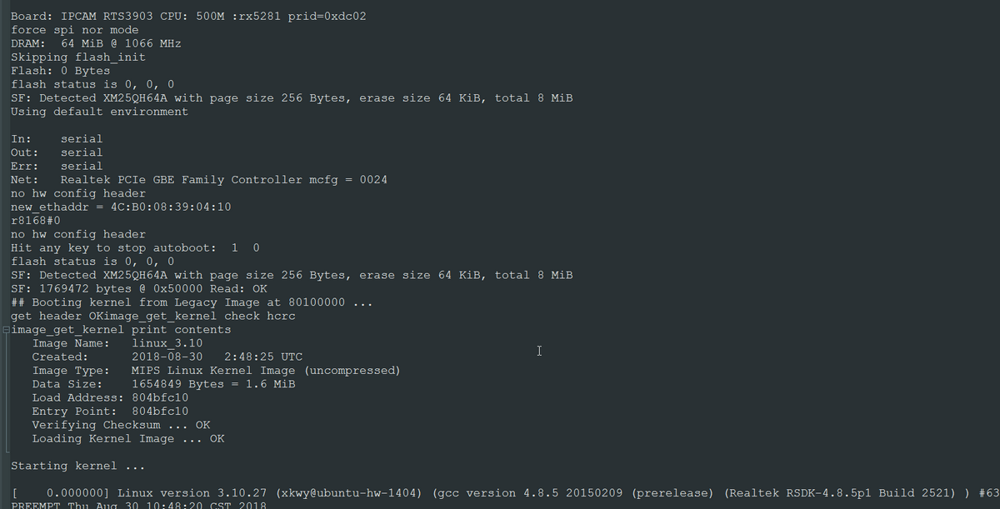 Board: IPCAM RTS3903 CPU: 500M :rx5281 prid=0xdc02
force spi nor mode
DRAM:  64 MiB @ 1066 MHz
Skipping flash_init
Flash: 0 Bytes
flash status is 0, 0, 0
SF: Detected XM25QH64A with page size 256 Bytes, erase size 64 KiB, total 8 MiB
Using default environment
In:    serial
Out:   serial
Err:   serial
Net:   Realtek PCIe GBE Family Controller mcfg = 0024
no hw config header
new_ethaddr = 4C:B0:08:39:04:10
r8168#0
no hw config header
Hit any key to stop autoboot:  1  0
flash status is 0, 0, 0
SF: Detected XM25QH64A with page size 256 Bytes, erase size 64 KiB, total 8 MiB
SF: 1769472 bytes @ 0x50000 Read: OK
## Booting kernel from Legacy Image at 80100000 ...
get header OKimage_get_kernel check hcrc
image_get_kernel print contents
   Image Name:   linux_3.10
   Created:      2018-08-30   2:48:25 UTC
   Image Type:   MIPS Linux Kernel Image (uncompressed)
   Data Size:    1654849 Bytes = 1.6 MiB
   Load Address: 804bfc10
   Entry Point:  804bfc10
   Verifying Checksum ... OK
   Loading Kernel Image ... OK
Starting kernel ...
[    0.000000] Linux version 3.10.27 (xkwy@ubuntu-hw-1404) (gcc version 4.8.5 20150209 (prerelease) (Realtek RSDK-4.8.5p1 Build 2521) ) #63
PREEMPT Thu Aug 30 10:48:20 CST 2018